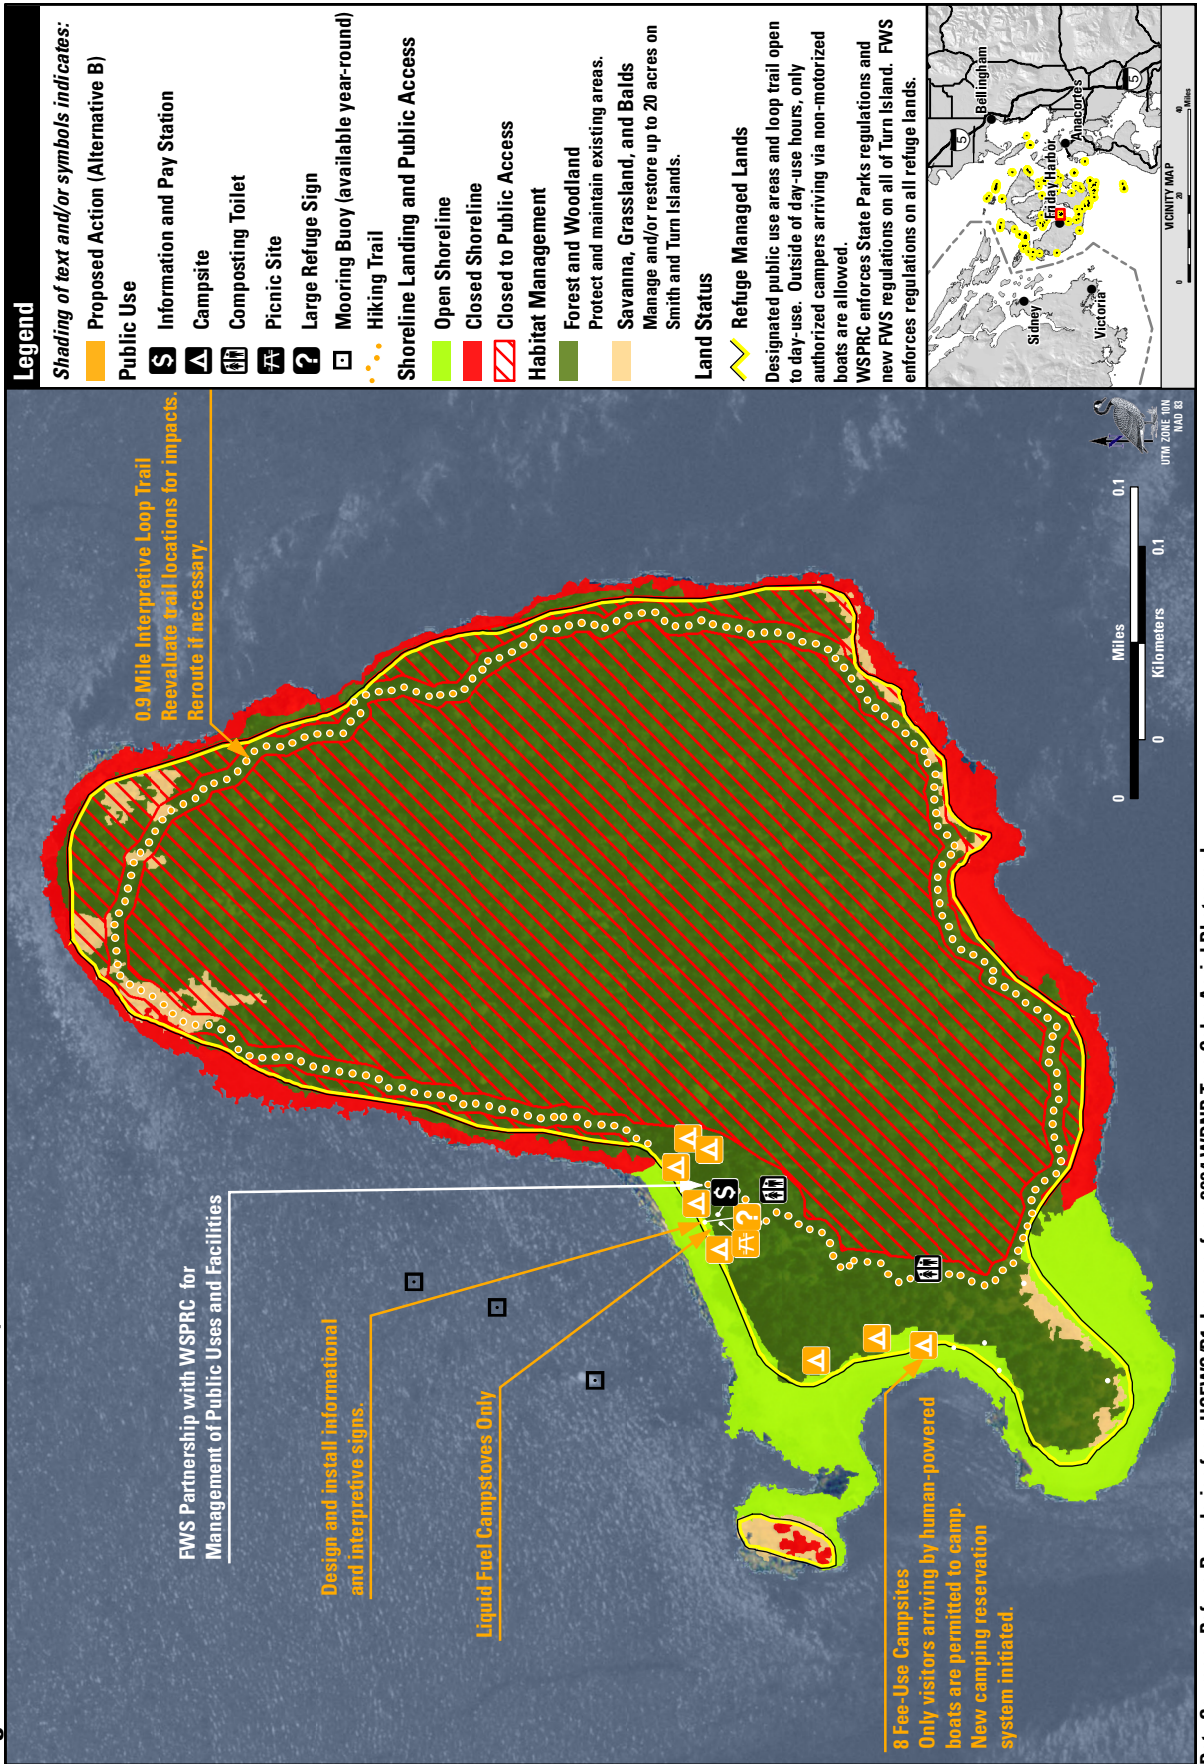 Legend
Shading of text and/or symbols indicates:
Proposed Action (Alternative B)
Public Use
$ Information and Pay Station
Campsite
Composting Toilet
Picnic Site
? Large Refuge Sign
Mooring Buoy (available year-round)
Hiking Trail
Shoreline Landing and Public Access
Open Shoreline
Closed Shoreline
Closed to Public Access
Habitat Management
Forest and Woodland
Protect and maintain existing areas.
Savanna, Grassland, and Balds
Manage and/or restore up to 20 acres on
Smith and Turn Islands.
Land Status
Refuge Managed Lands
Designated public use areas and loop trail open
to day-use. Outside of day-use hours, only
authorized campers arriving via non-motorized
boats are allowed.
WSPRC enforces State Parks regulations and
new FWS regulations on all of Turn Island. FWS
enforces regulations on all refuge lands.
Bellingham
5
Anacortes
5
Friday Harbor
Sidney
Victoria
VICINITY MAP
0 20 40
Miles
0.9 Mile Interpretive Loop Trail
Reevaluate trail locations for impacts.
Reroute if necessary.
FWS Partnership with WSPRC for
Management of Public Uses and Facilities
Design and install informational
and interpretive signs.
Liquid Fuel Campstoves Only
$
?
8 Fee-Use Campsites
Only visitors arriving by human-powered
boats are permitted to camp.
New camping reservation
system initiated.
Miles
0 0.1
Kilometers
0 0.1
UTM ZONE 10N
NAD 83